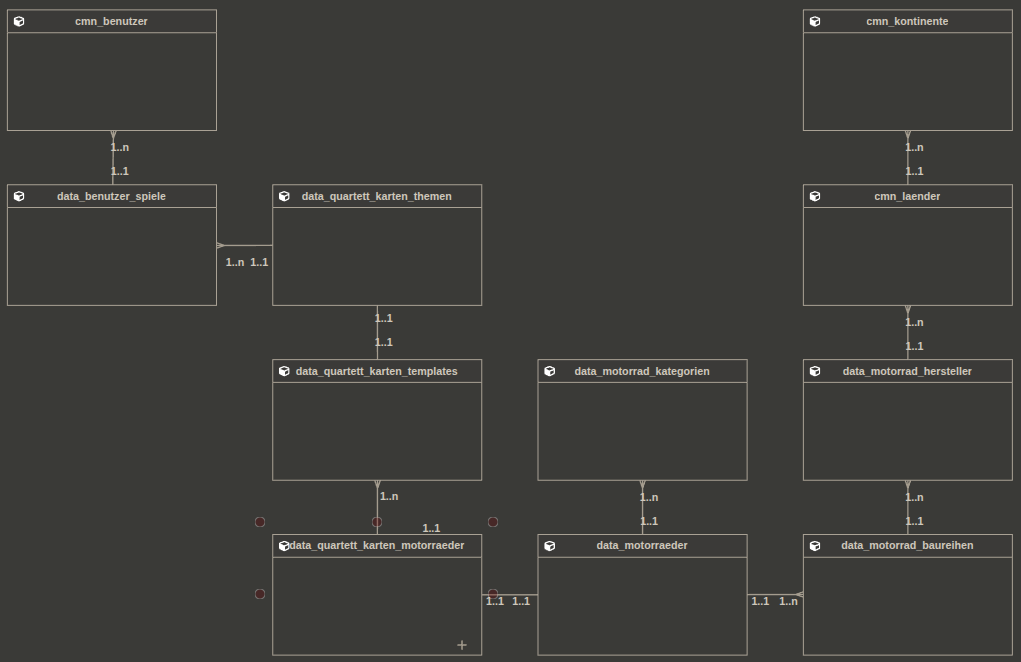 cmn_benutzer
cmn_kontinente
1..n
1..n
1..1
1..1
data_benutzer_spiele
data_quartett_karten_themen
cmn_laender
1..n 1..1
1..1
1..n
1..1
1..1
data_quartett_karten_templates
data_motorrad_kategorien
data_motorrad_hersteller
1..n
1..n
1..n
1..1
1..1
1..1
data_quartett_karten_motorraeder
data_motorraeder
data_motorrad_baureihen
1..1 1..1
1..1 1..n